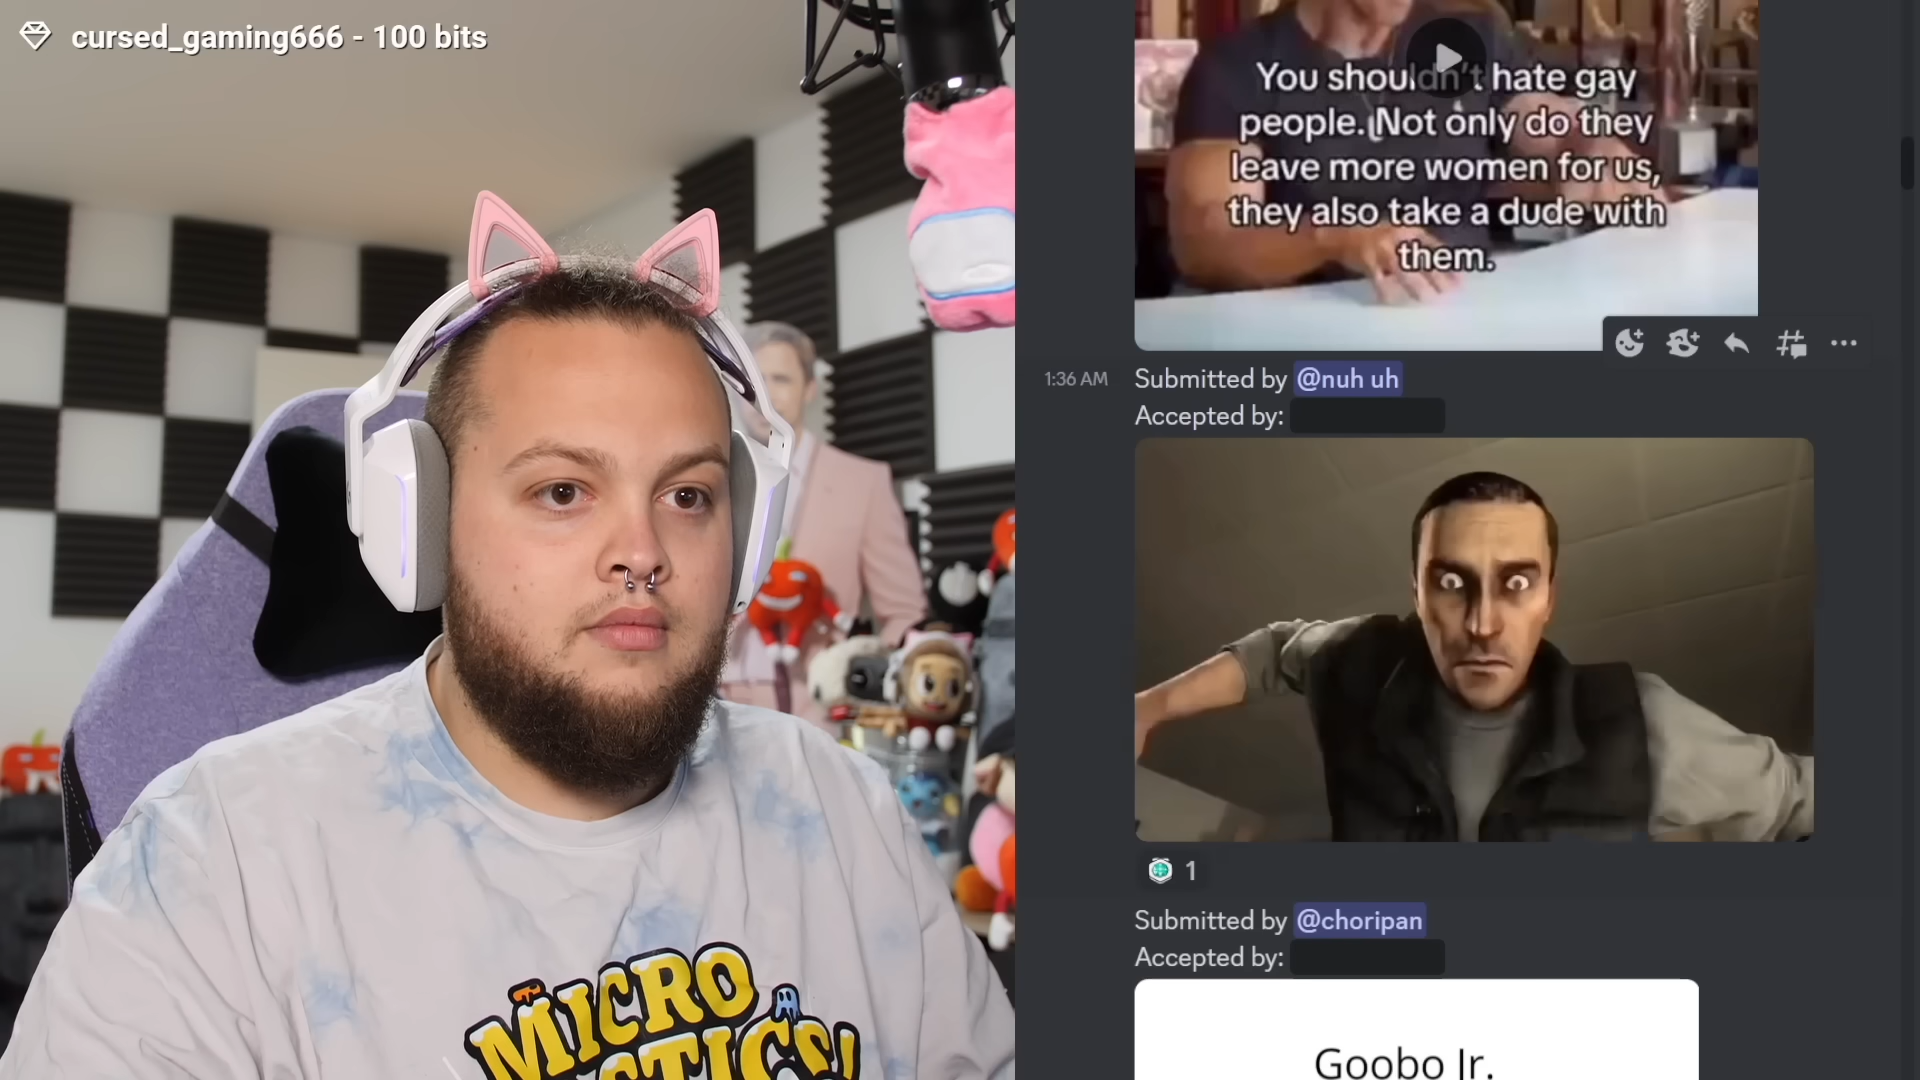 cursed_gaming666 - 100 bits
You shouldn't hate gay
people. Not only do they
leave more women for us,
they also take a dude with
them.
1:36 AM
Submitted by @nuh uh
Accepted by:
1
Submitted by @choripan
Accepted by:
Goobo Jr.
MICRO